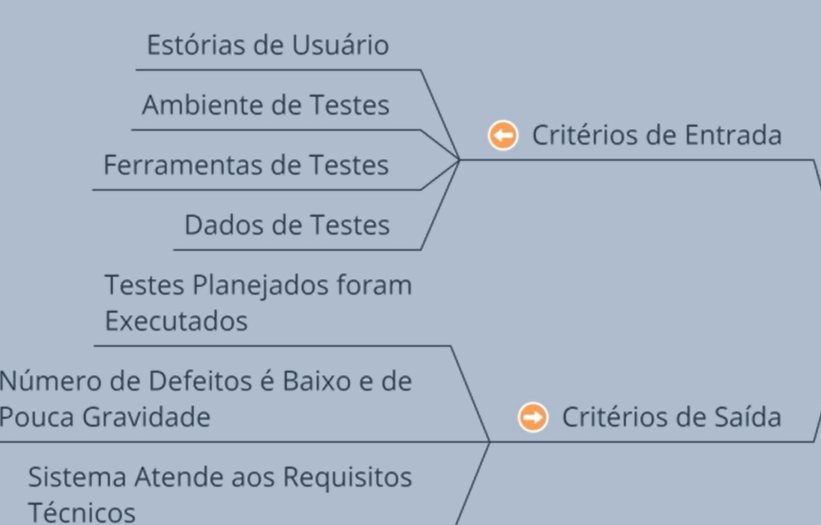 Estórias de Usuário
Ambiente de Testes
Ferramentas de Testes
Dados de Testes
Critérios de Entrada
Testes Planejados foram
Executados
Número de Defeitos é Baixo e de
Pouca Gravidade
Sistema Atende aos Requisitos
Técnicos
Critérios de Saída